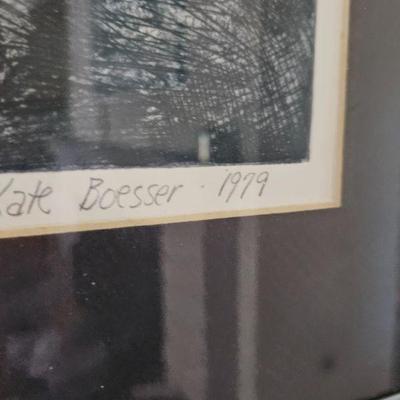 Kate Boesser · 1979